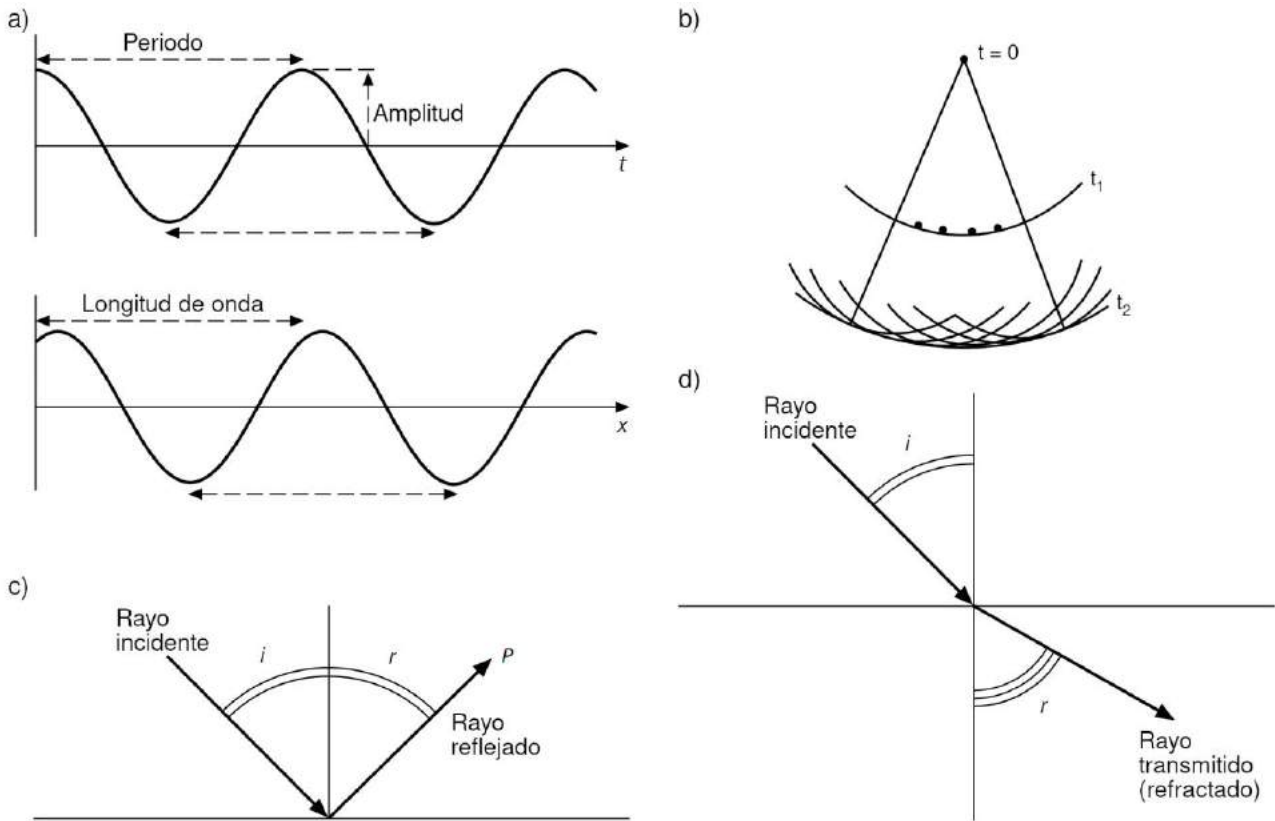 a)
Periodo
Amplitud
t
Longitud de onda
x
b)
t = 0
t₁
t₂
c)
Rayo
incidente
i
r
P
Rayo
reflejado
d)
Rayo
incidente
i
r
Rayo
transmitido
(refractado)